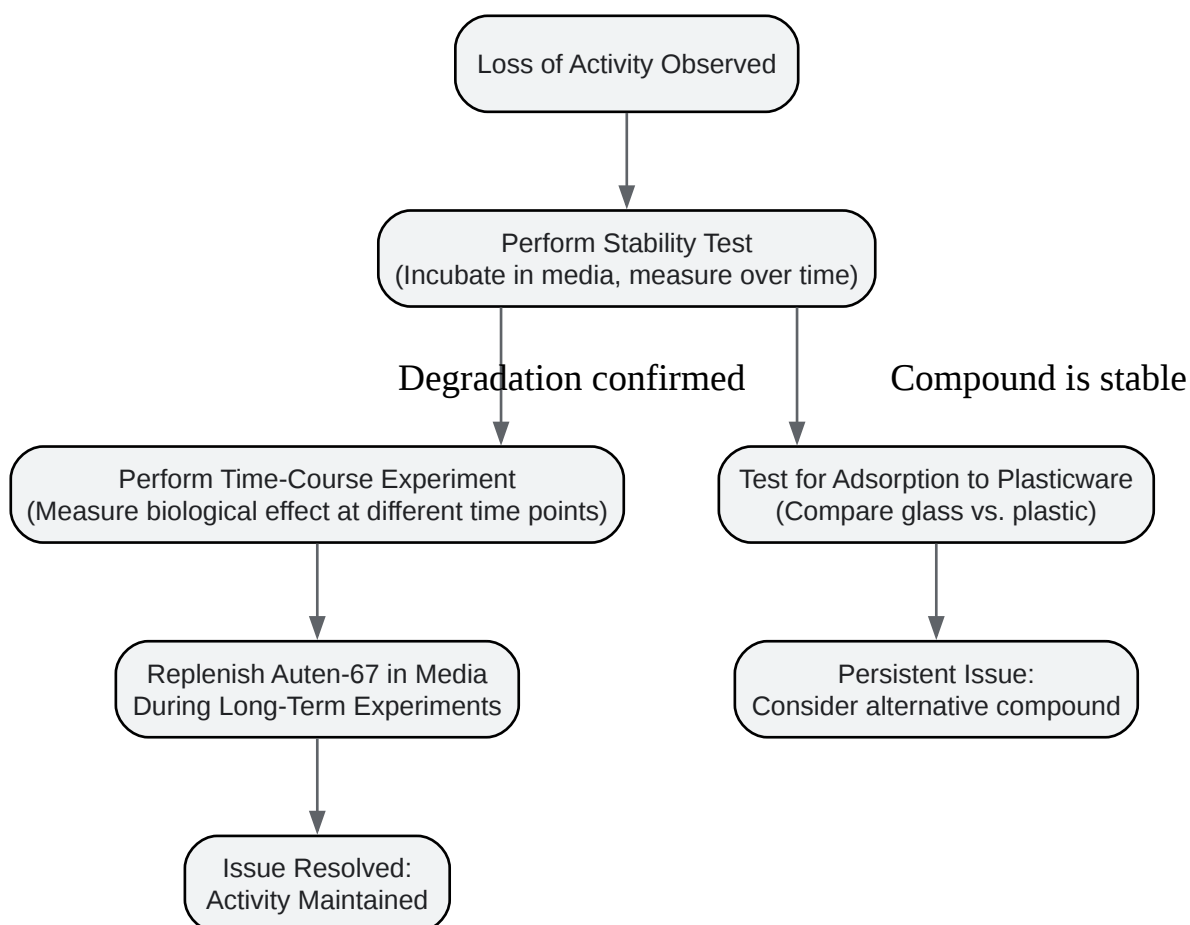 Loss of Activity Observed
Perform Stability Test
(Incubate in media, measure over time)
Degradation confirmed
Compound is stable
Perform Time-Course Experiment
(Measure biological effect at different time points)
Test for Adsorption to Plasticware
(Compare glass vs. plastic)
Replenish Auten-67 in Media
During Long-Term Experiments
Persistent Issue:
Consider alternative compound
Issue Resolved:
Activity Maintained